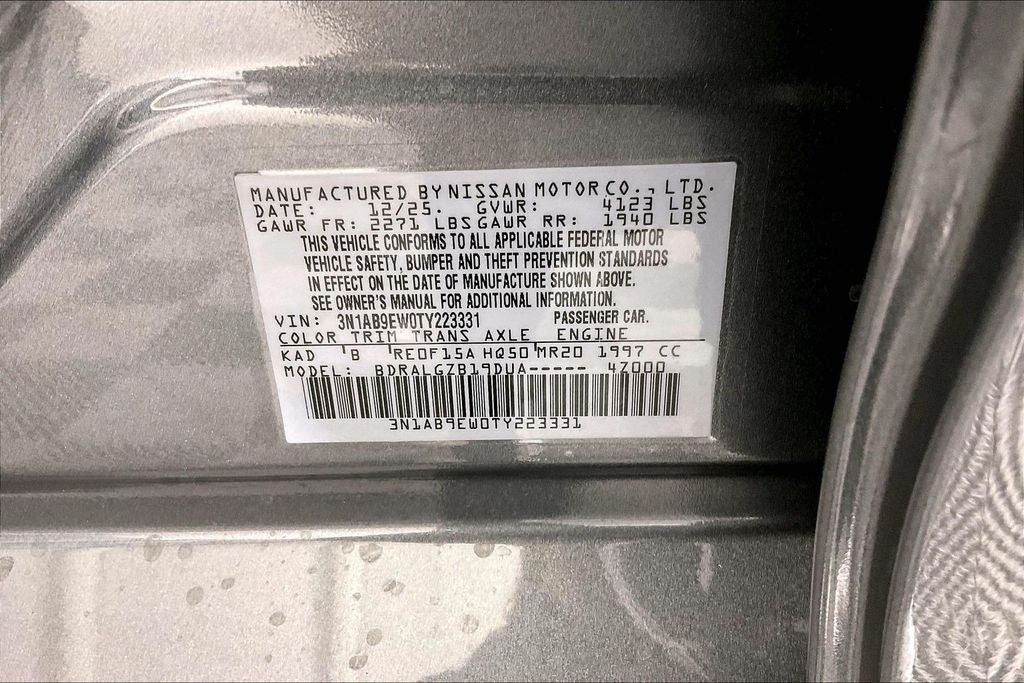 MANUFACTURED BY NISSAN MOTOR CO., LTD.
DATE: 12/25. GVWR: 4123 LBS
GAWR FR: 2271 LBS GAWR RR: 1940 LBS
THIS VEHICLE CONFORMS TO ALL APPLICABLE FEDERAL MOTOR
VEHICLE SAFETY, BUMPER AND THEFT PREVENTION STANDARDS
IN EFFECT ON THE DATE OF MANUFACTURE SHOWN ABOVE.
SEE OWNER'S MANUAL FOR ADDITIONAL INFORMATION.
VIN: 3N1AB9EW0TY223331 PASSENGER CAR.
COLOR TRIM TRANS AXLE ENGINE
KAD B RE0F15A HQ50 MR20 1997 CC
MODEL: BDRALGZB19DUA----- 47000
3N1AB9EW0TY223331